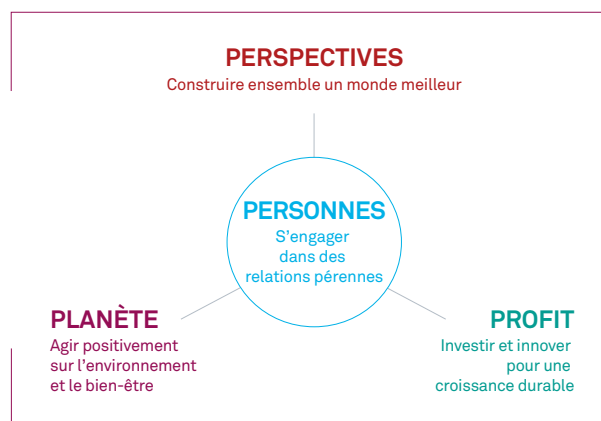 PERSPECTIVES
Construire ensemble un monde meilleur
PERSONNES
S’engager
dans des
relations pérennes
PLANÈTE
Agir positivement
sur l’environnement
et le bien-être
PROFIT
Investir et innover
pour une
croissance durable